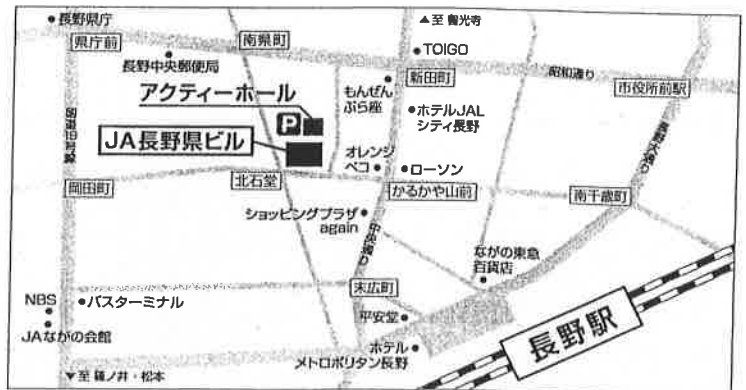 長野県庁
▲至 善光寺
県庁前
南県町
TOIGO
長野中央郵便局
新田町
昭和通り
アクティーホール
もんぜん
ぷら座
市役所前駅
P
ホテルJAL
シティ長野
国道19号線
JA長野県ビル
長野大通り
オレンジ
ペコ
ローソン
岡田町
北石堂
かるかや山前
南千歳町
ショッピングプラザ
again
中央通り
ながの東急
百貨店
末広町
NBS
バスターミナル
平安堂
長野駅
JAながの会館
ホテル
メトロポリタン長野
▼至 篠ノ井・松本